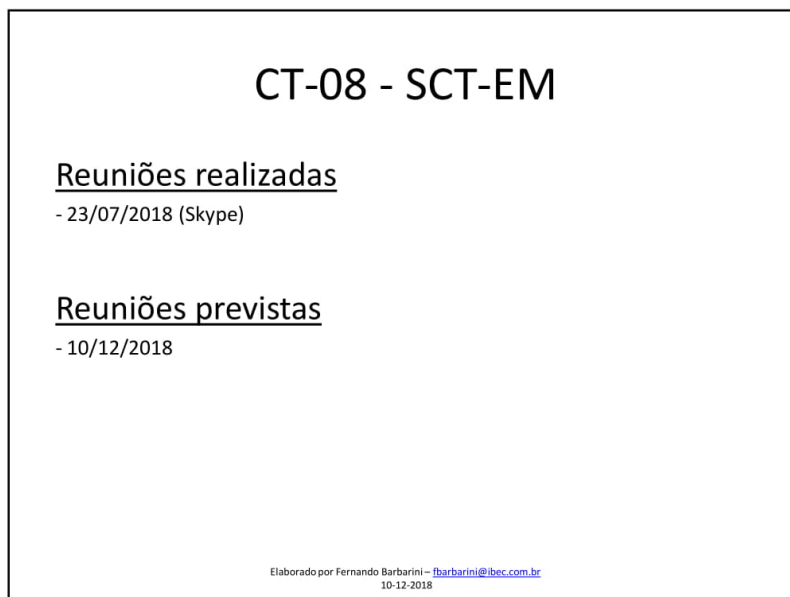 CT-08 - SCT-EM
Reuniões realizadas
- 23/07/2018 (Skype)
Reuniões previstas
- 10/12/2018
Elaborado por Fernando Barbarini – fbarbarini@ibec.com.br
10-12-2018